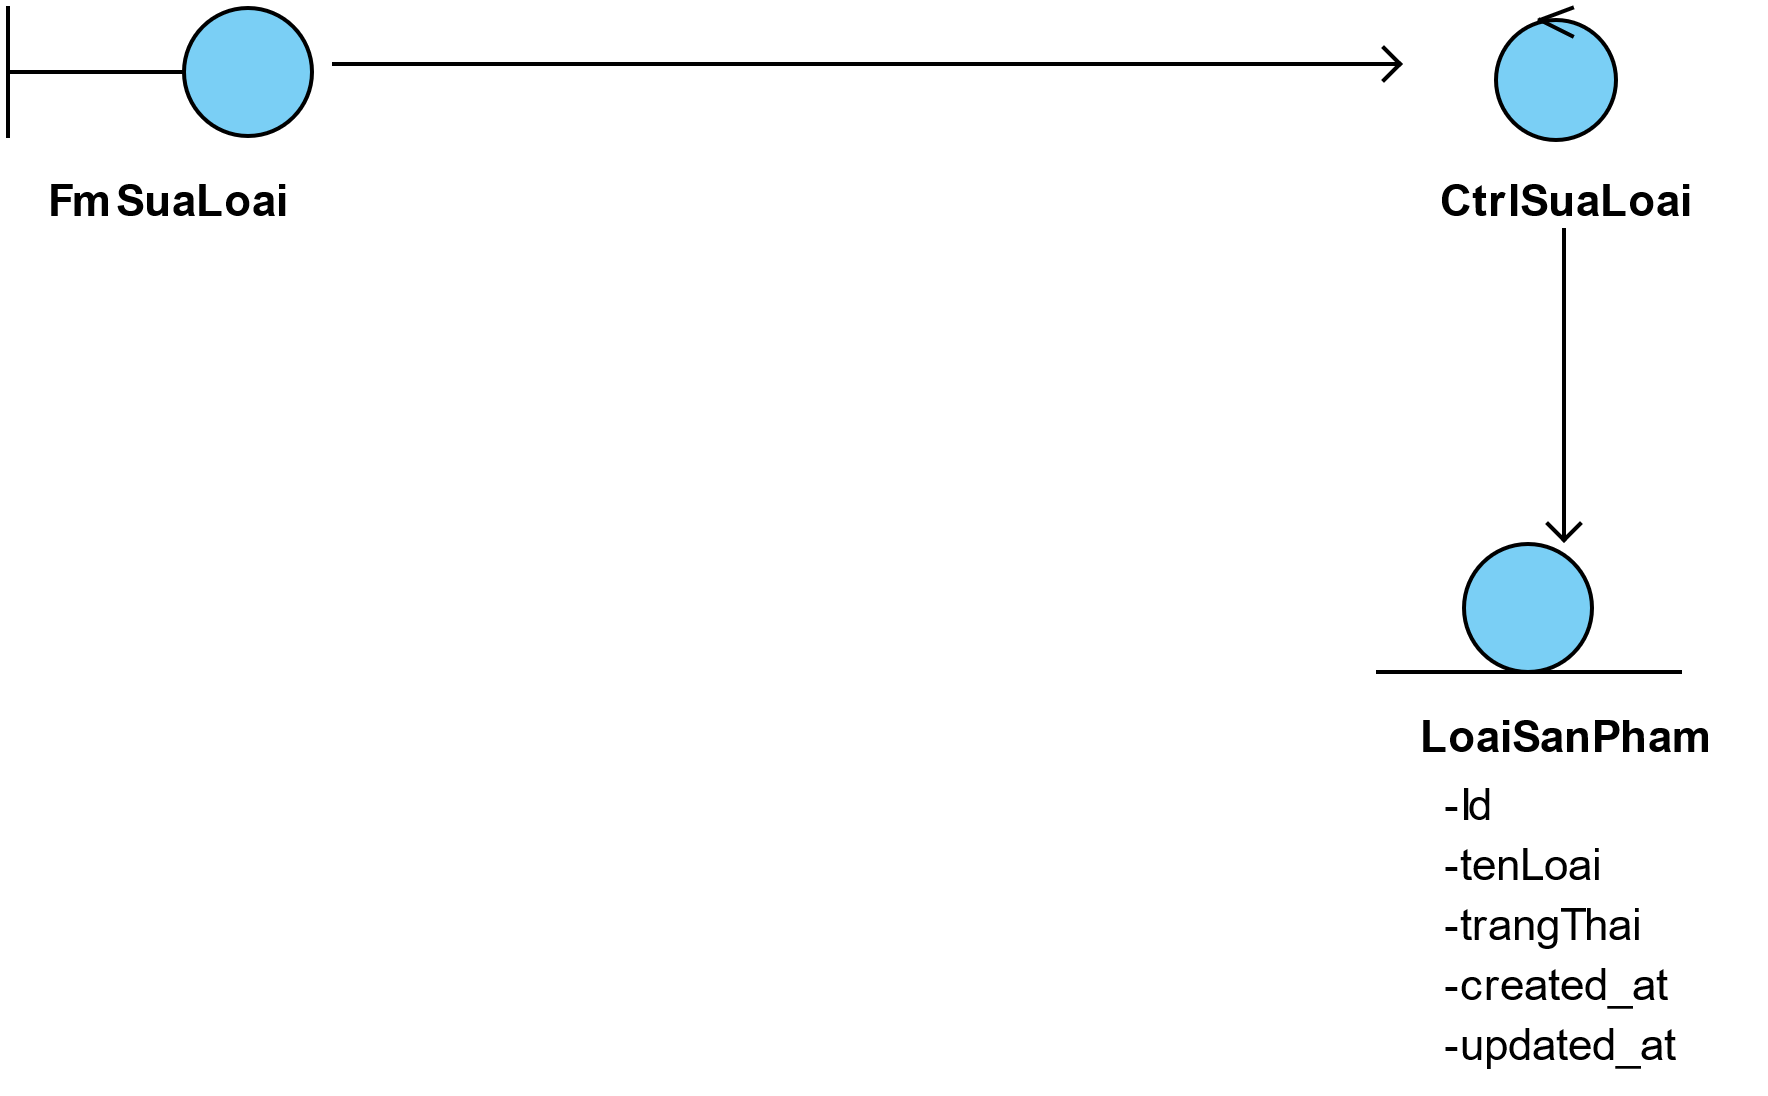 FmSuaLoai
CtrlSuaLoai
LoaiSanPham
-Id
-tenLoai
-trangThai
-created_at
-updated_at